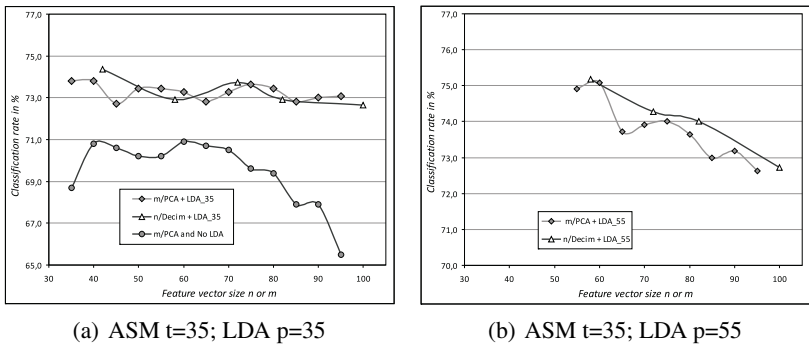 77,0
75,0
73,0
71,0
69,0
67,0
65,0
Classification rate in %
m/PCA + LDA_35
n/Decim + LDA_35
m/PCA and No LDA
30 40 50 60 70 80 90 100
Feature vector size n or m
(a) ASM t=35; LDA p=35
77,0
76,0
75,0
74,0
73,0
72,0
71,0
70,0
Classification rate in %
m/PCA + LDA_55
n/Decim + LDA_55
30 40 50 60 70 80 90 100
Feature vector size n or m
(b) ASM t=35; LDA p=55